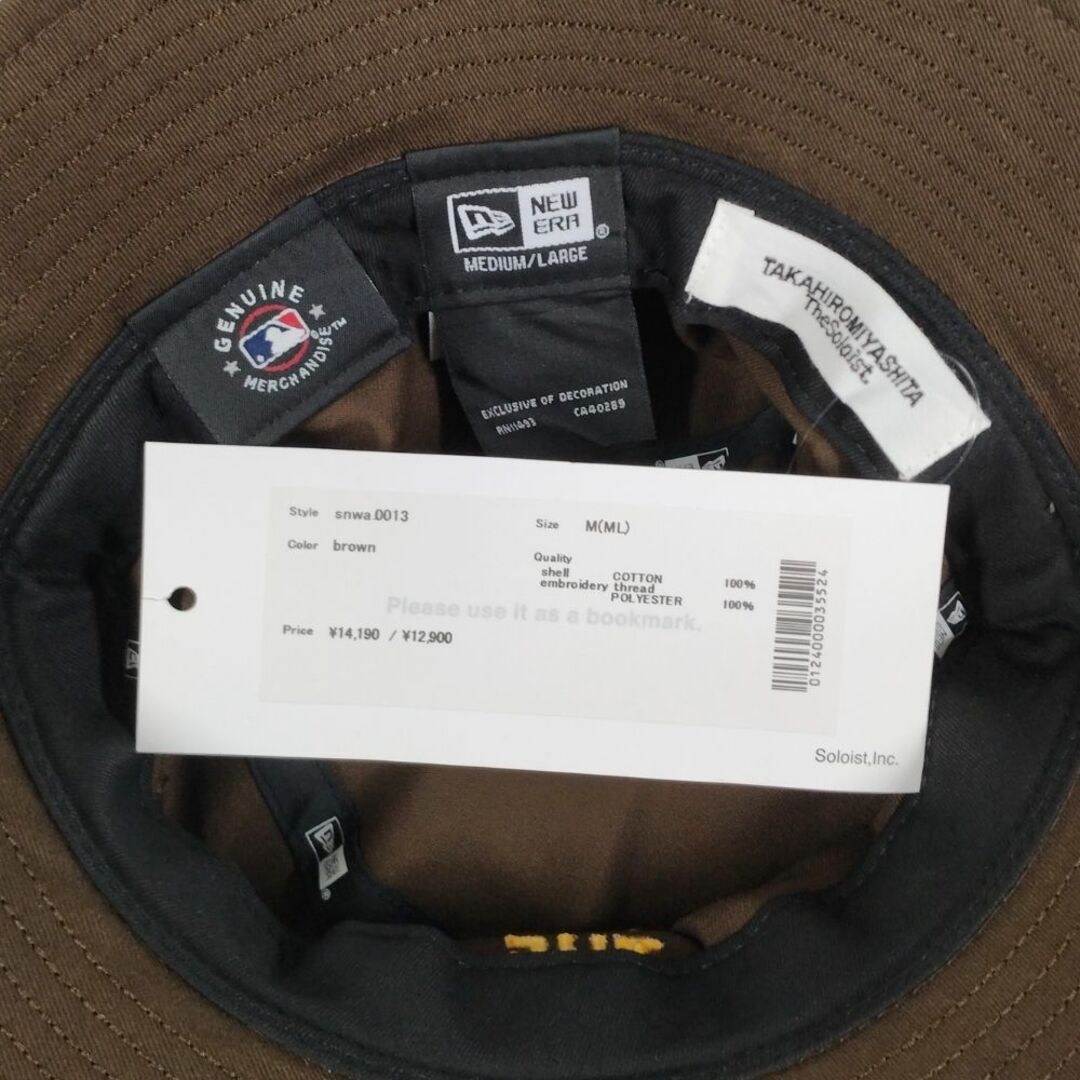 NEW
ERA®
MEDIUM/LARGE
GENUINE
MERCHANDISE™
EXCLUSIVE OF DECORATION
RN11493 CA40289
TAKAHIROMIYASHITA
TheSoloist.
Style snwa.0013
Size M(ML)
Color brown
Quality
shell COTTON 100%
embroidery thread
POLYESTER 100%
Please use it as a bookmark.
Price ¥14,190 / ¥12,900
0124000035524
Soloist,Inc.